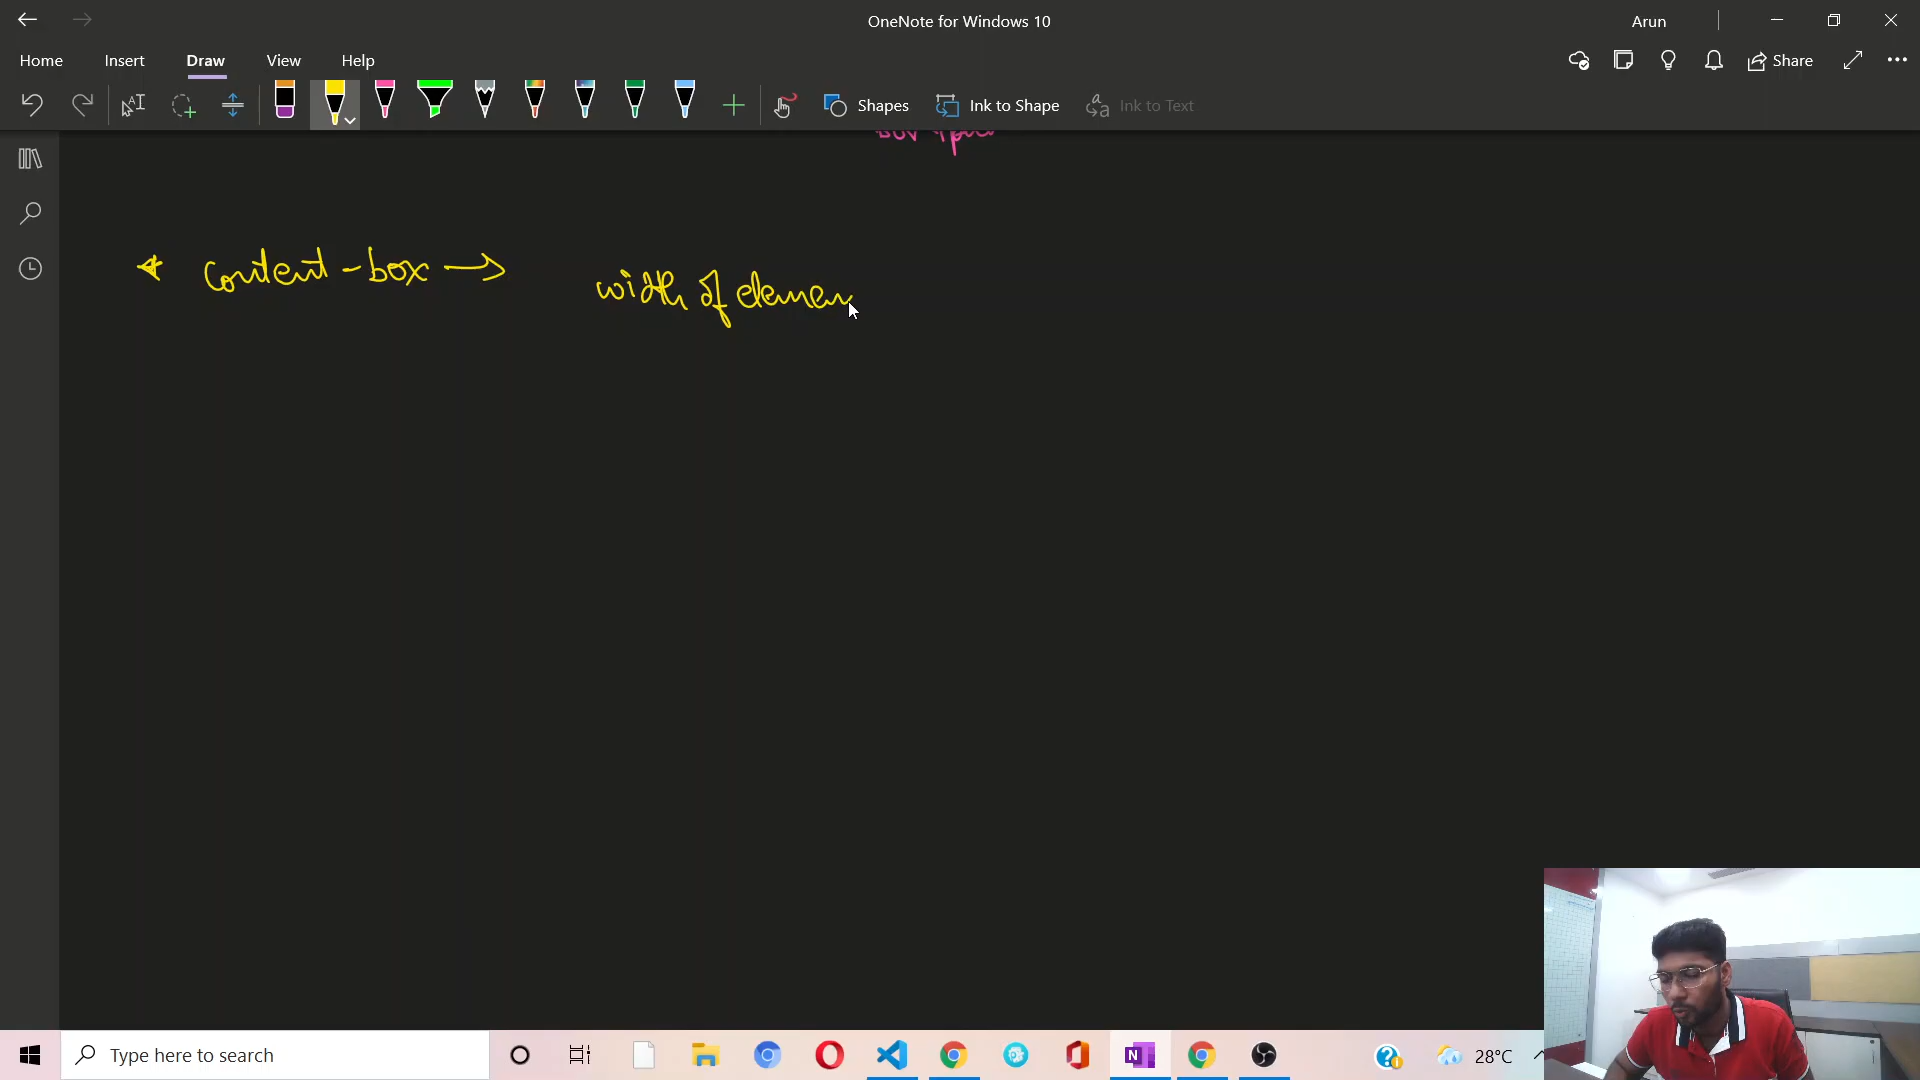 OneNote for Windows 10
Arun
Home Insert Draw View Help
Share
Shapes Ink to Shape Ink to Text
* content-box → width of elemen
Type here to search
28°C